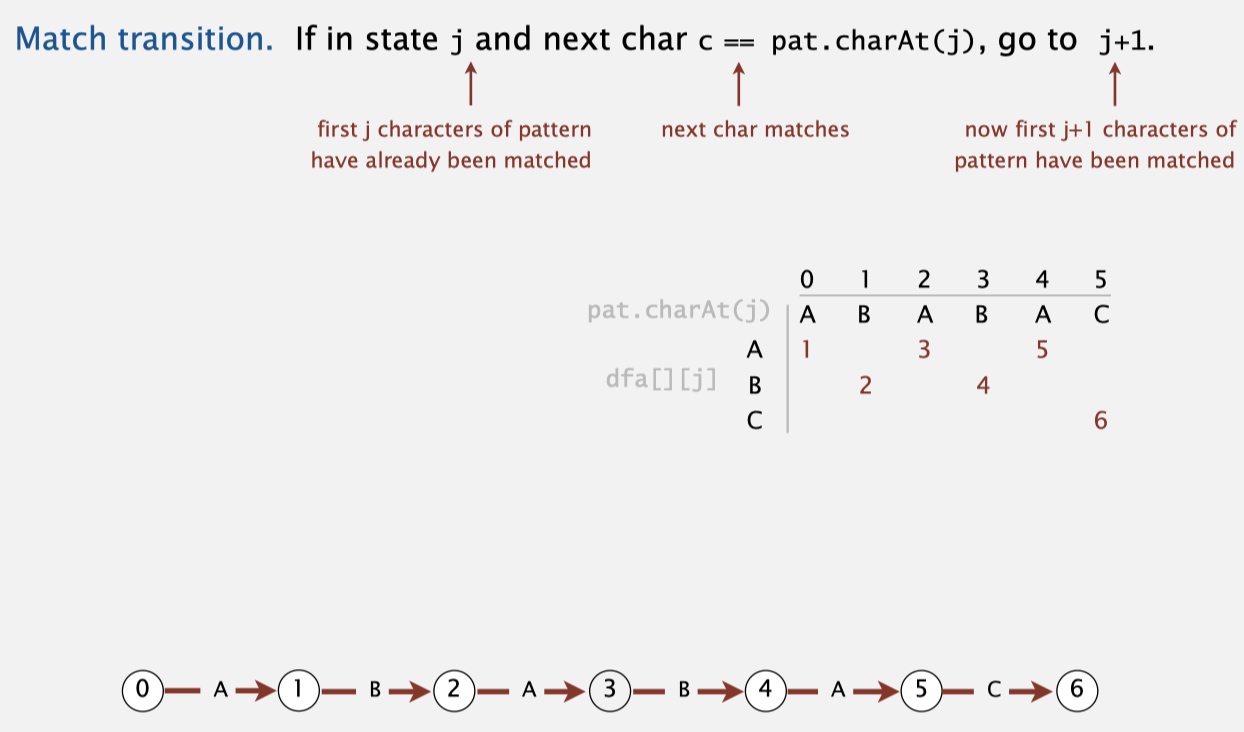 Match transition. If in state j and next char c == pat.charAt(j), go to j+1.
first j characters of pattern
have already been matched
next char matches
now first j+1 characters of
pattern have been matched
0 1 2 3 4 5
pat.charAt(j) A B A B A C
A 1 3 5
dfa[][j] B 2 4
C 6
0 A 1 B 2 A 3 B 4 A 5 C 6